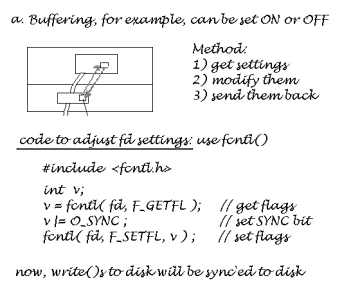 a. Buffering, for example, can be set ON or OFF
Method:
1) get settings
2) modify them
3) send them back
code to adjust fd settings: use fcntl()
#include <fcntl.h>
int v;
v = fcntl( fd, F_GETFL ); // get flags
v |= O_SYNC ; // set SYNC bit
fcntl( fd, F_SETFL, v ) ; // set flags
now, write()s to disk will be sync'ed to disk